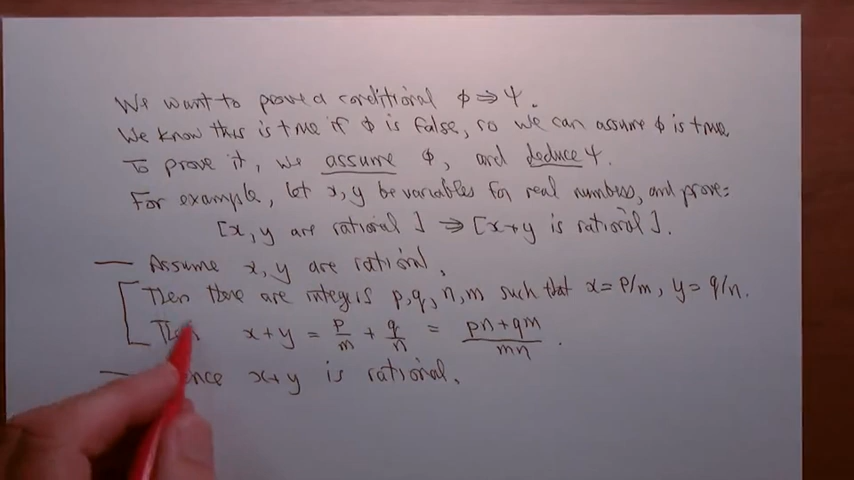 We want to prove a conditional φ ⇒ Ψ.
We know this is true if φ is false, so we can assume φ is true
To prove it, we assume φ, and deduce Ψ.
For example, let x, y be variables for real numbers, and prove:
[x, y are rational] ⇒ [x+y is rational].
— Assume x, y are rational.
Then there are integers p, q, n, m such that x = p/m, y = q/n.
Then x+y = p/m + q/n = (pn+qm)/mn .
— ence x+y is rational.